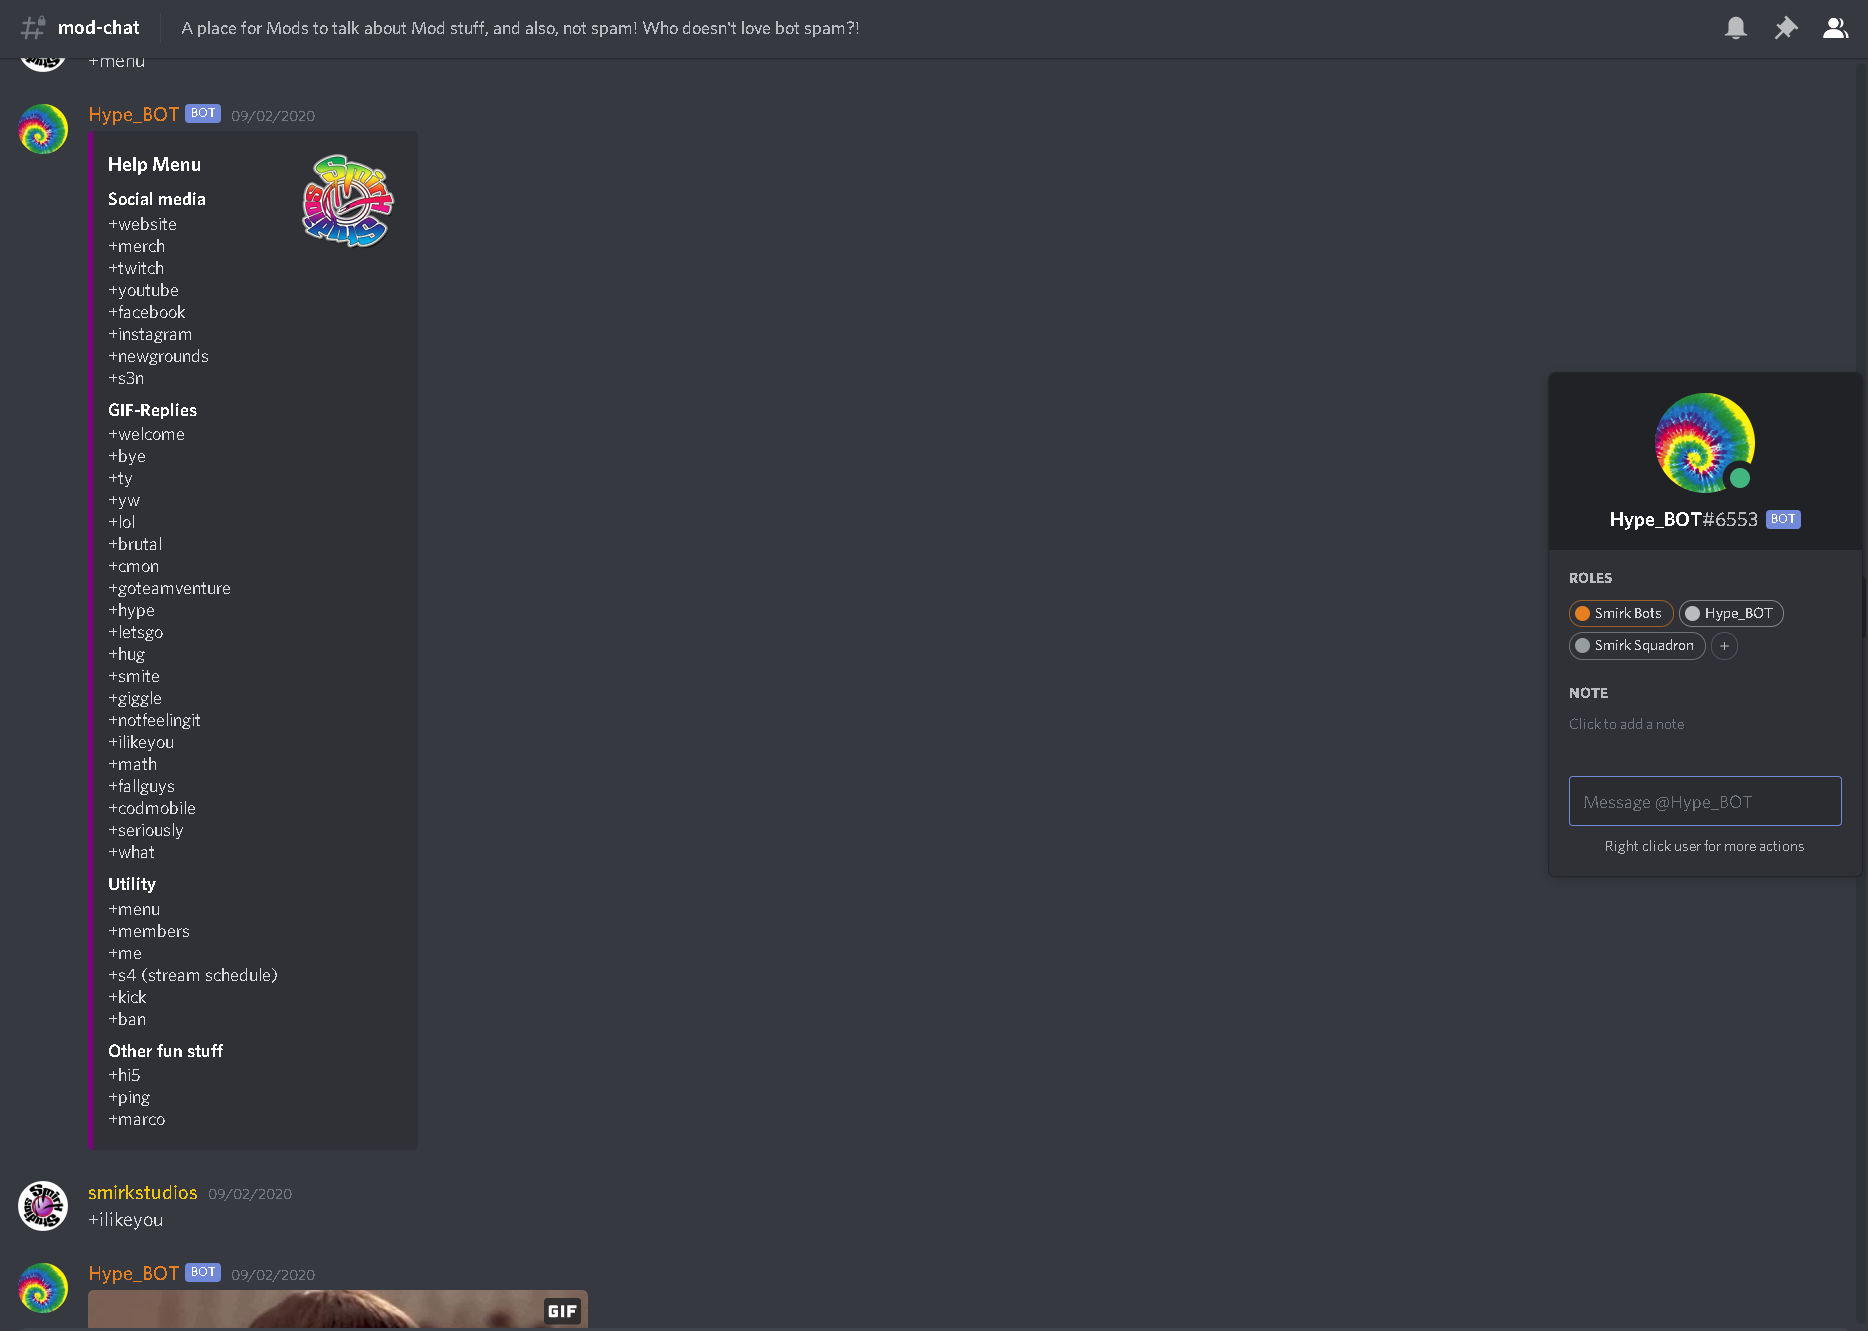 mod-chat
A place for Mods to talk about Mod stuff, and also, not spam! Who doesn't love bot spam?!
+menu
Hype_BOT BOT 09/02/2020
Help Menu
Smirk
Studios
Social media
+website
+merch
+twitch
+youtube
+facebook
+instagram
+newgrounds
+s3n
GIF-Replies
+welcome
+bye
+ty
+yw
+lol
+brutal
+cmon
+goteamventure
+hype
+letsgo
+hug
+smite
+giggle
+notfeelingit
+ilikeyou
+math
+fallguys
+codmobile
+seriously
+what
Utility
+menu
+members
+me
+s4 (stream schedule)
+kick
+ban
Other fun stuff
+hi5
+ping
+marco
smirkstudios 09/02/2020
Smirk
Studios
+ilikeyou
Hype_BOT BOT 09/02/2020
GIF
Hype_BOT#6553 BOT
ROLES
Smirk Bots
Hype_BOT
Smirk Squadron
+
NOTE
Click to add a note
Message @Hype_BOT
Right click user for more actions